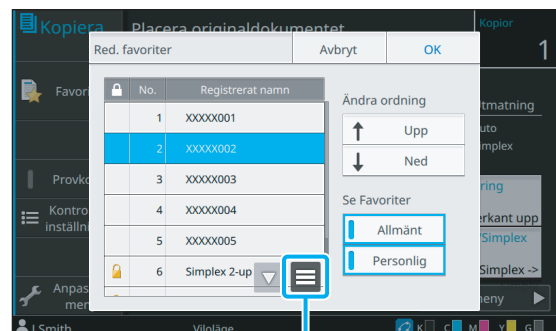 Kopiera
Placera originaldokumentet
Kopior
1
Red. favoriter
Avbryt
OK
Favori
No.
Registrerat namn
1 XXXXX001
2 XXXXX002
3 XXXXX003
4 XXXXX004
5 XXXXX005
6 Simplex 2-up
Ändra ordning
Upp
Ned
Se Favoriter
Allmänt
Personlig
Provko
Kontro
inställni
Anpas
men
tmatning
uto
mplex
ring
erkant upp
/Simplex
Simplex ->
eny
J.Smith
Viloläge
K C M Y G